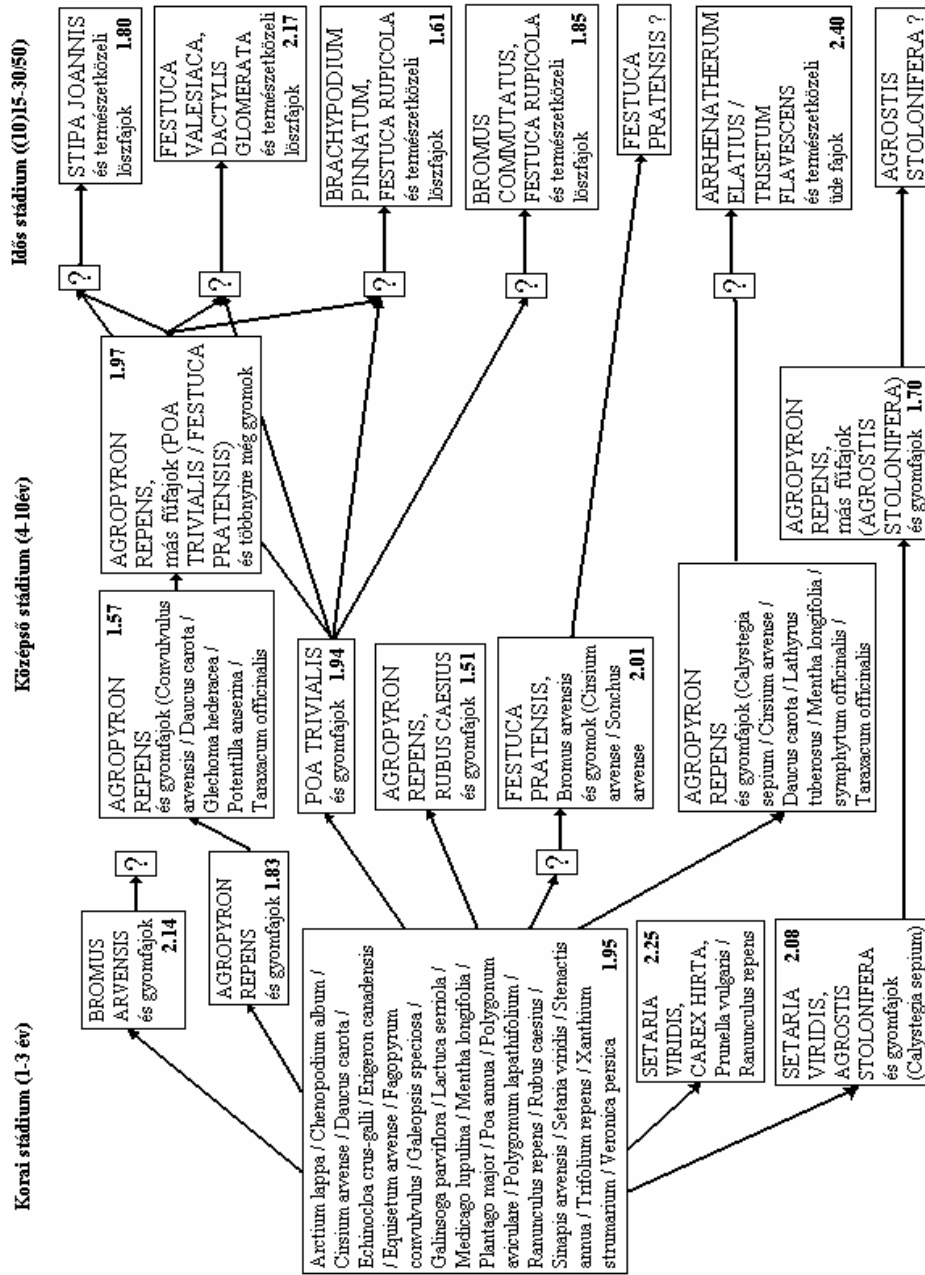 Korai stádium (1-3 év)
Középső stádium (4-10év)
Idős stádium ((10)15-30/50)
BROMUS
ARVENSIS
és gyomfajok
2.14
?
AGROPYRON
REPENS
és gyomfajok 1.83
Arctium lappa / Chenopodium album /
Cirsium arvense / Daucus carota /
Echinocloa crus-galli / Erigeron canadensis
/ Equisetum arvense / Fagopyrum
convulvulus / Galeopsis speciosa /
Galinsoga parviflora / Lactuca serriola /
Medicago lupulina / Mentha longifolia /
Plantago major / Poa annua / Polygonum
aviculare / Polygonum lapathifolium /
Ranunculus repens / Rubus caesius /
Sinapis arvensis / Setaria viridis / Stenactis
annua / Trifolium repens / Xanthium
strumarium / Veronica persica 1.95
SETARIA 2.25
VIRIDIS,
CAREX HIRTA,
Prunella vulgaris /
Ranunculus repens
SETARIA 2.08
VIRIDIS,
AGROSTIS
STOLONIFERA
és gyomfajok
(Calystegia sepium)
AGROPYRON 1.57
REPENS
és gyomfajok (Convulvulus
arvensis / Daucus carota /
Glechoma hederacea /
Potentilla anserina /
Taraxacum officinalis
AGROPYRON 1.97
REPENS,
más fűfajok (POA
TRIVIALIS / FESTUCA
PRATENSIS)
és többnyire még gyomok
POA TRIVIALIS
és gyomfajok 1.94
AGROPYRON
REPENS,
RUBUS CAESIUS
és gyomfajok 1.51
?
FESTUCA
PRATENSIS,
Bromus arvensis
és gyomok (Cirsium
arvense / Sonchus
arvense 2.01
AGROPYRON
REPENS
és gyomfajok (Calystegia
sepium / Cirsium arvense /
Daucus carota / Lathyrus
tuberosus / Mentha longifolia /
symphytum officinalis /
Taraxacum officinalis
AGROPYRON
REPENS,
más fűfajok
(AGROSTIS
STOLONIFERA)
és gyomfajok 1.70
?
STIPA JOANNIS
és természetközeli
löszfajok 1.80
?
FESTUCA
VALESIACA,
DACTYLIS
GLOMERATA
és természetközeli
löszfajok 2.17
?
BRACHYPODIUM
PINNATUM,
FESTUCA RUPICOLA
és természetközeli
löszfajok 1.61
?
BROMUS
COMMUTATUS,
FESTUCA RUPICOLA
és természetközeli
löszfajok 1.85
FESTUCA
PRATENSIS ?
?
ARRHENATHERUM
ELATIUS /
TRISETUM
FLAVESCENS
és természetközeli
üde fajok 2.40
AGROSTIS
STOLONIFERA ?